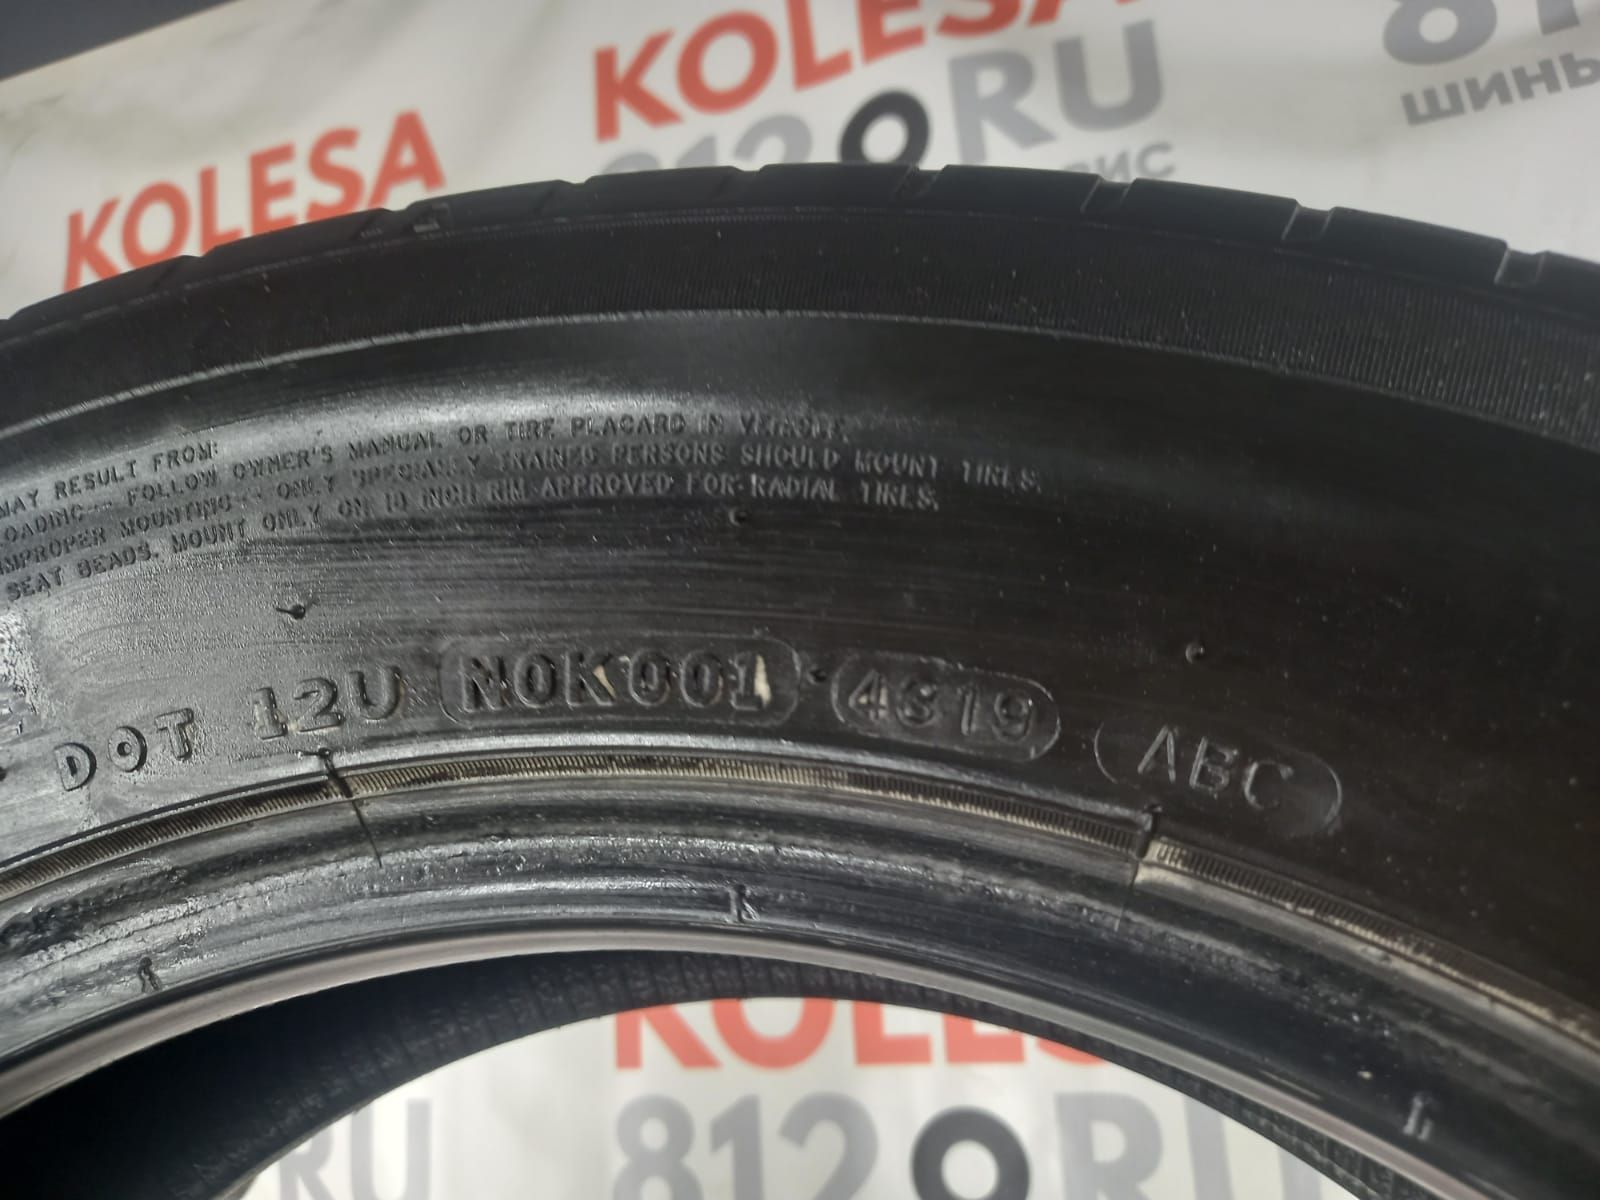 KOLESA
812 RU
KOLESA
MAY RESULT FROM:
LOADING - FOLLOW OWNER'S MANUAL OR TIRE PLACARD IN VEHICLE.
IMPROPER MOUNTING - ONLY SPECIALLY TRAINED PERSONS SHOULD MOUNT TIRES.
SEAT BEADS. MOUNT ONLY ON 19 INCH RIM APPROVED FOR RADIAL TIRES.
DOT 12U N0K001 4319 ABC
KOLES
812 RU
RU